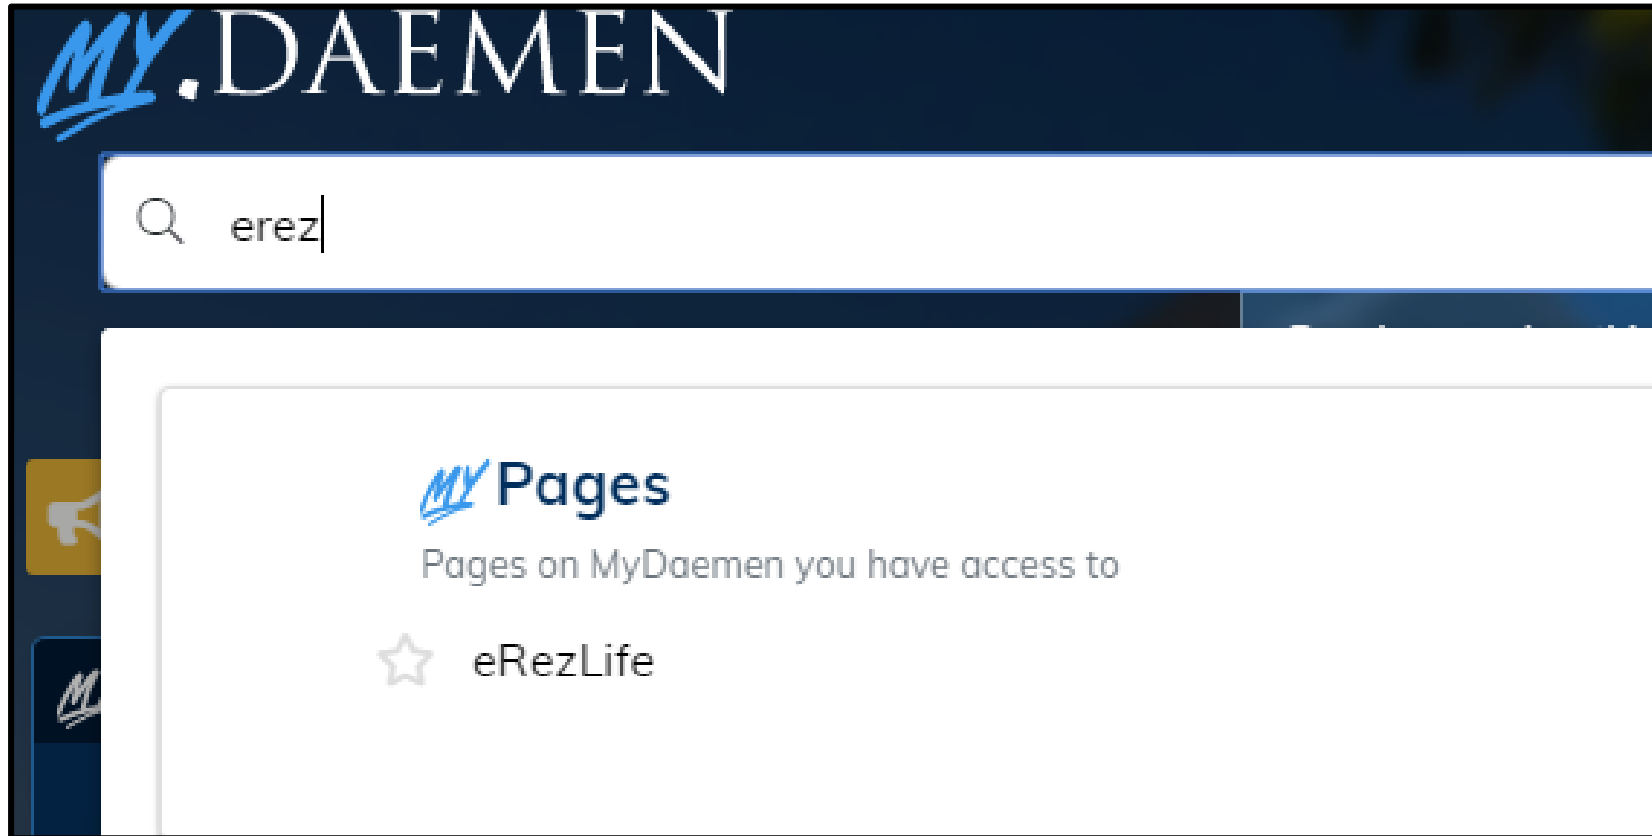 MY.DAEMEN
erez
MY Pages
Pages on MyDaemen you have access to
eRezLife